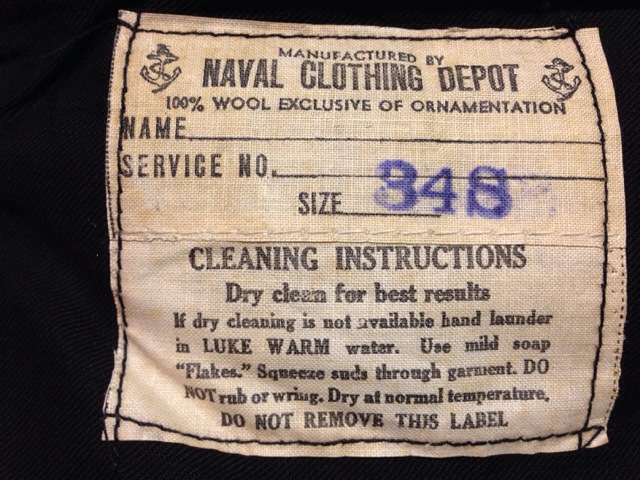 MANUFACTURED BY
NAVAL CLOTHING DEPOT
100% WOOL EXCLUSIVE OF ORNAMENTATION
NAME
SERVICE NO.
SIZE 34S
CLEANING INSTRUCTIONS
Dry clean for best results
If dry cleaning is not available hand launder
in LUKE WARM water. Use mild soap
"Flakes." Squeeze suds through garment. DO
NOT rub or wring. Dry at normal temperature.
DO NOT REMOVE THIS LABEL